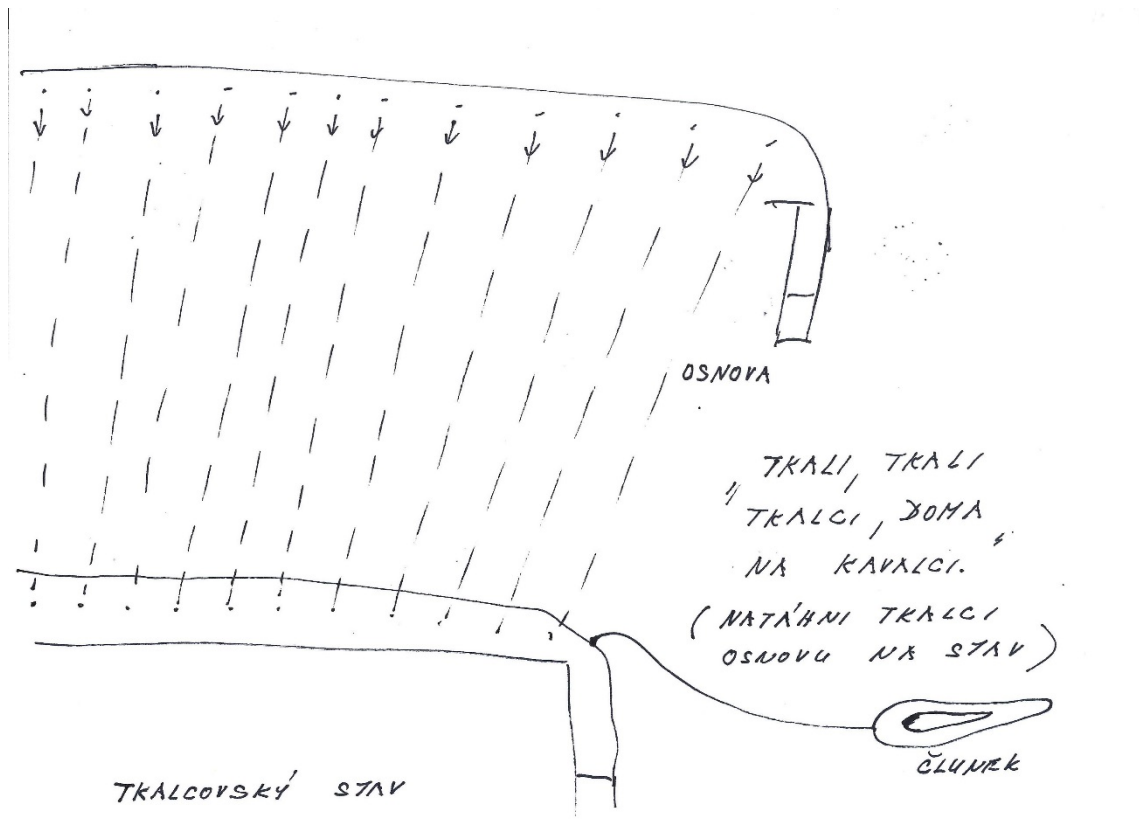 OSNOVA
„TKALI, TKALI
TKALCI, DOMA
NA KAVALCI.“
(NATÁHNI TKALCI
OSNOVU NA STAV)
ČLUNEK
TKALCOVSKÝ STAV